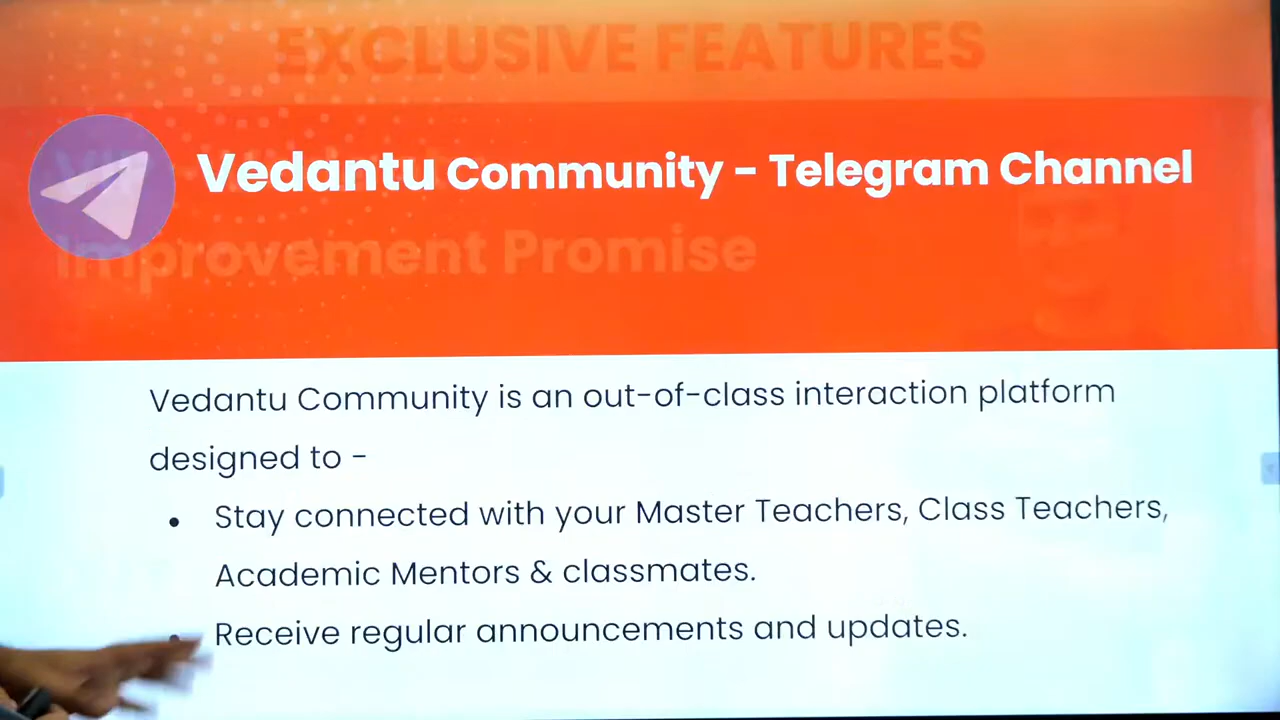 EXCLUSIVE FEATURES
Vedantu Community - Telegram Channel
Improvement Promise
Vedantu Community is an out-of-class interaction platform
designed to -
• Stay connected with your Master Teachers, Class Teachers,
Academic Mentors & classmates.
• Receive regular announcements and updates.